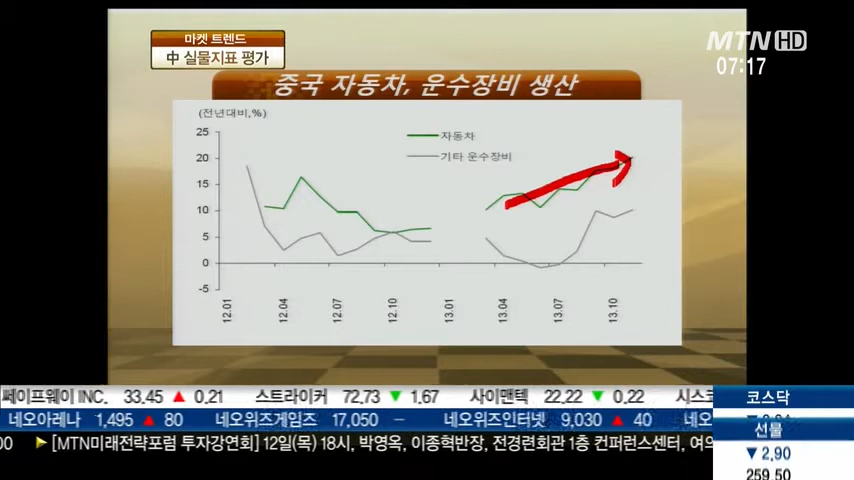 마켓 트렌드
中 실물지표 평가
MTN HD
07:17
중국 자동차, 운수장비 생산
(전년대비,%)
25
20
15
10
5
0
-5
자동차
기타 운수장비
12.01
12.04
12.07
12.10
13.01
13.04
13.07
13.10
페이프웨이 INC. 33.45 ▲ 0.21 스트라이커 72.73 ▼ 1.67 사이맨텍 22.22 ▼ 0.22 시스코
네오아레나 1,495 ▲ 80 네오위즈게임즈 17,050 – 네오위즈인터넷 9,030 ▲ 40 네오
00 ▶ [MTN미래전략포럼 투자강연회] 12일(목) 18시, 박영옥, 이종혁반장, 전경련회관 1층 컨퍼런스센터, 여의
코스닥
선물
▼ 2.90
259.50